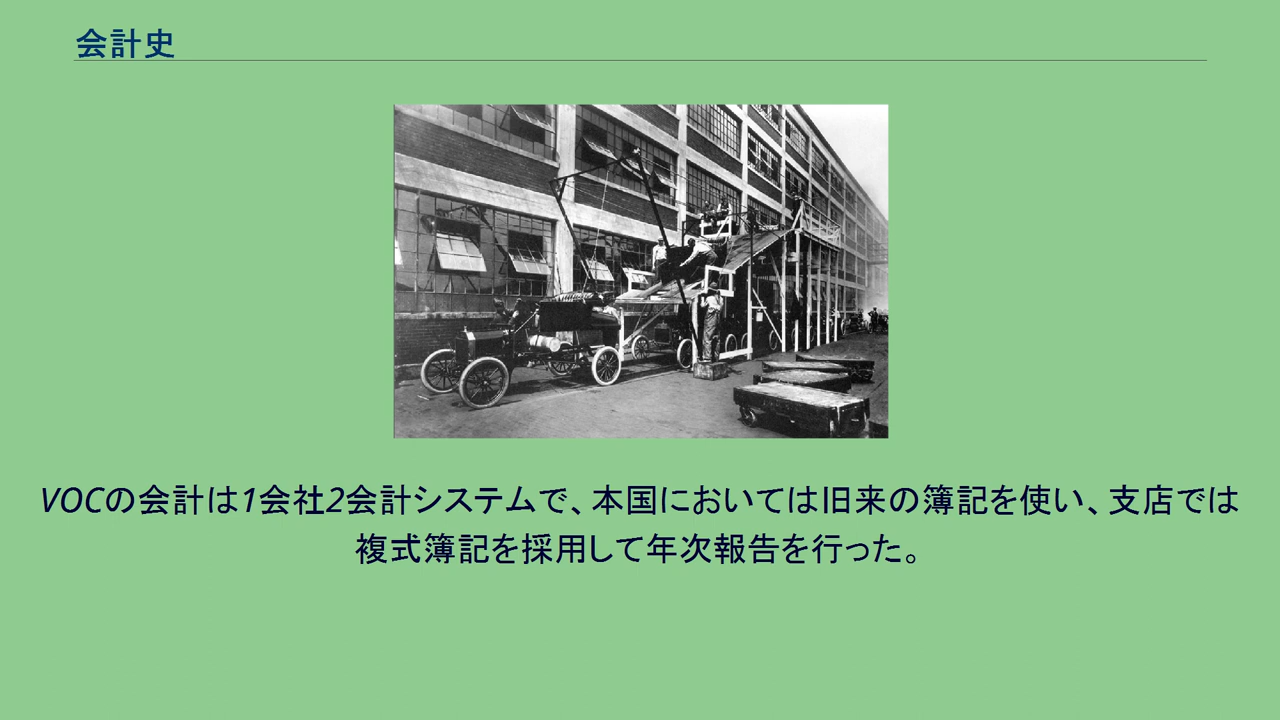 会計史
VOCの会計は1会社2会計システムで、本国においては旧来の簿記を使い、支店では
複式簿記を採用して年次報告を行った。